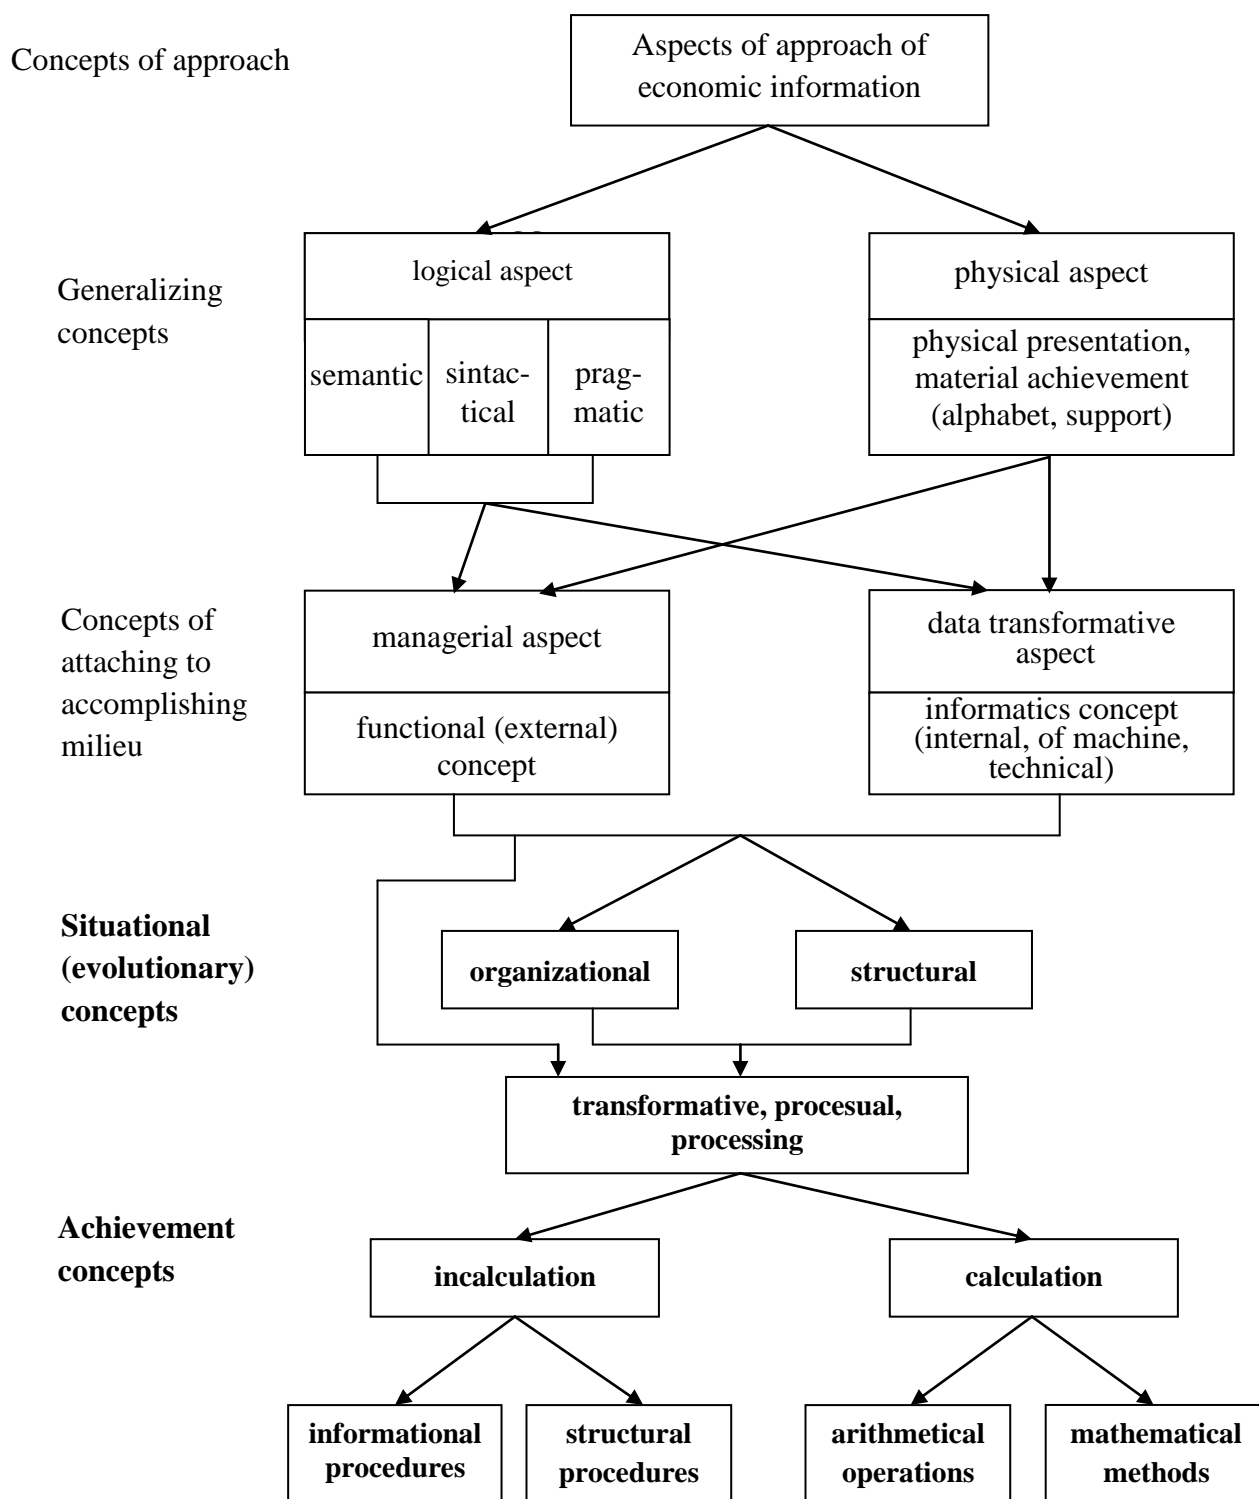 Concepts of approach
Aspects of approach of
economic information
Generalizing
concepts
logical aspect
semantic
sintac-
tical
prag-
matic
physical aspect
physical presentation,
material achievement
(alphabet, support)
Concepts of
attaching to
accomplishing
milieu
managerial aspect
functional (external)
concept
data transformative
aspect
informatics concept
(internal, of machine,
technical)
Situational
(evolutionary)
concepts
organizational
structural
transformative, procesual,
processing
Achievement
concepts
incalculation
calculation
informational
procedures
structural
procedures
arithmetical
operations
mathematical
methods